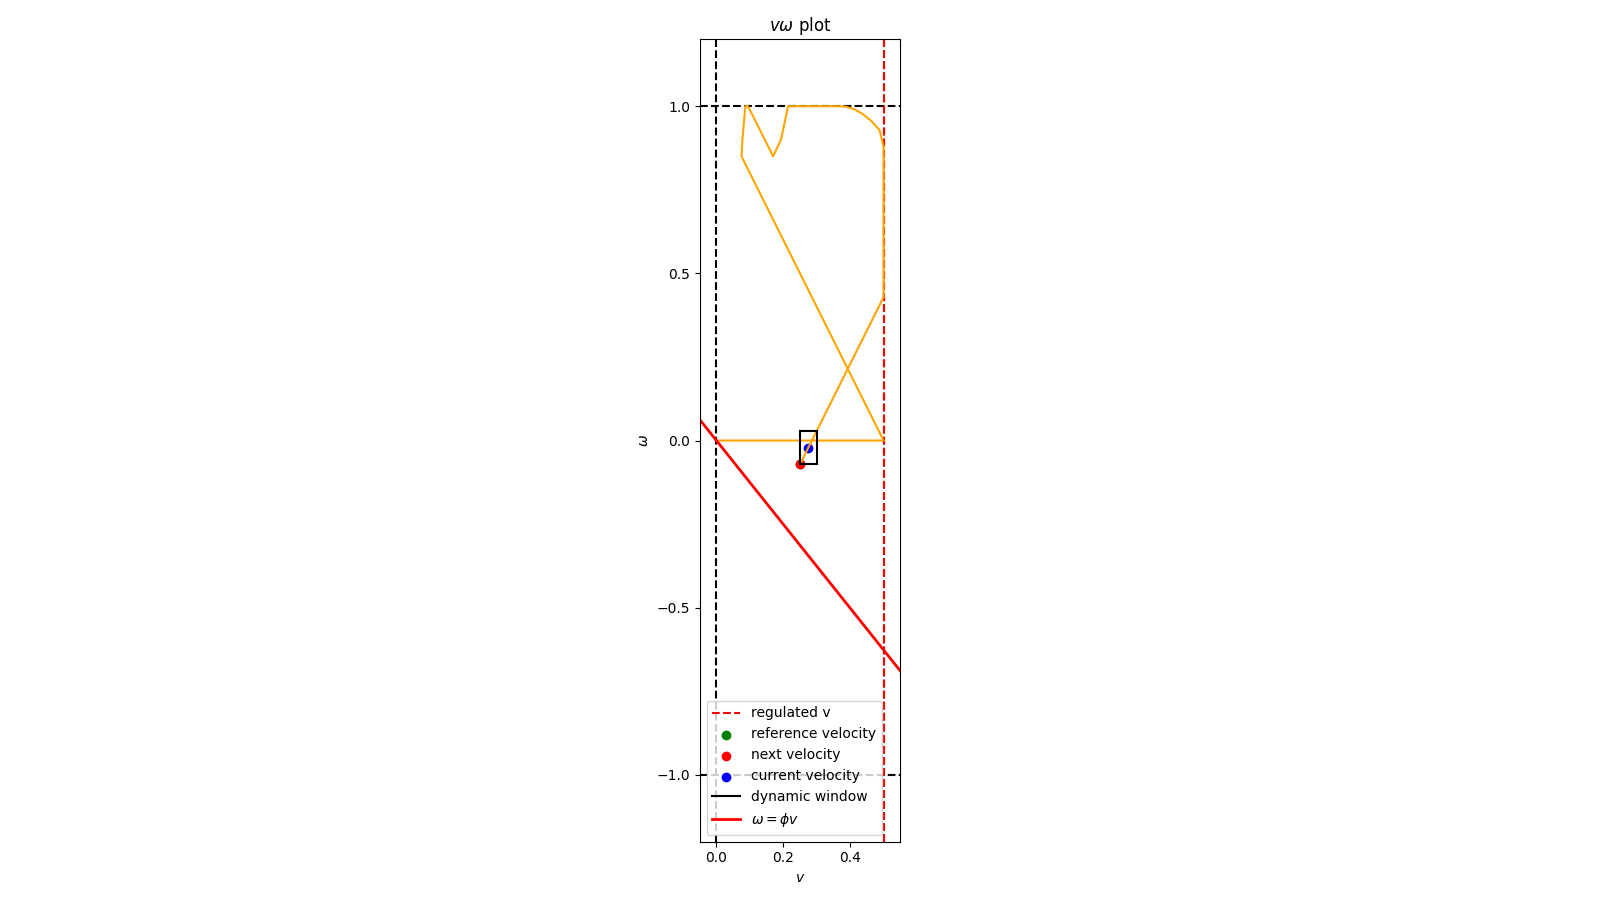 vω plot
1.0
0.5
0.0
−0.5
−1.0
ω
0.0 0.2 0.4
v
regulated v
reference velocity
next velocity
current velocity
dynamic window
ω = ϕv